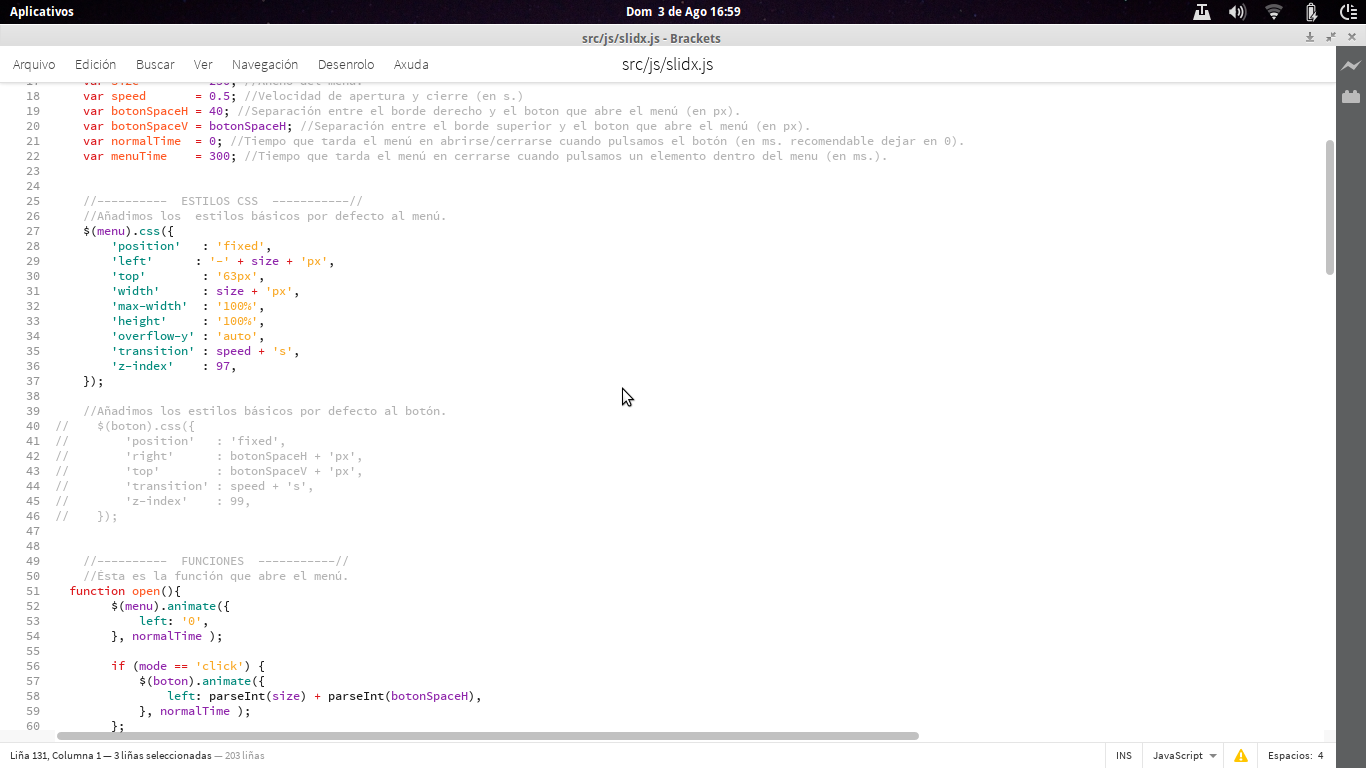 Aplicativos
Dom 3 de Ago 16:59
src/js/slidx.js - Brackets
Arquivo Edición Buscar Ver Navegación Desenrolo Axuda
src/js/slidx.js
18 var speed = 0.5; //Velocidad de apertura y cierre (en s.)
19 var botonSpaceH = 40; //Separación entre el borde derecho y el boton que abre el menú (en px).
20 var botonSpaceV = botonSpaceH; //Separación entre el borde superior y el boton que abre el menú (en px).
21 var normalTime = 0; //Tiempo que tarda el menú en abrirse/cerrarse cuando pulsamos el botón (en ms. recomendable dejar en 0).
22 var menuTime = 300; //Tiempo que tarda el menú en cerrarse cuando pulsamos un elemento dentro del menu (en ms.).
23
24
25 //---------- ESTILOS CSS -----------//
26 //Añadimos los  estilos básicos por defecto al menú.
27 $(menu).css({
28 'position' : 'fixed',
29 'left' : '-' + size + 'px',
30 'top' : '63px',
31 'width' : size + 'px',
32 'max-width' : '100%',
33 'height' : '100%',
34 'overflow-y' : 'auto',
35 'transition' : speed + 's',
36 'z-index' : 97,
37 });
38
39 //Añadimos los estilos básicos por defecto al botón.
40 // $(boton).css({
41 // 'position' : 'fixed',
42 // 'right' : botonSpaceH + 'px',
43 // 'top' : botonSpaceV + 'px',
44 // 'transition' : speed + 's',
45 // 'z-index' : 99,
46 // });
47
48
49 //---------- FUNCIONES -----------//
50 //Ésta es la función que abre el menú.
51 function open(){
52 $(menu).animate({
53 left: '0',
54 }, normalTime );
55
56 if (mode == 'click') {
57 $(boton).animate({
58 left: parseInt(size) + parseInt(botonSpaceH),
59 }, normalTime );
60 };
Liña 131, Columna 1 — 3 liñas seleccionadas — 203 liñas
INS JavaScript Espacios: 4